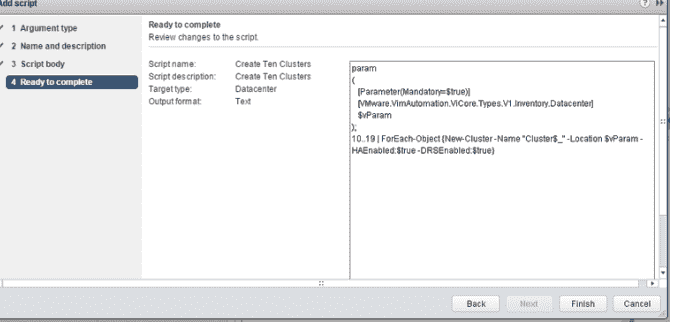 Add script
1 Argument type
2 Name and description
3 Script body
4 Ready to complete
Ready to complete
Review changes to the script.
Script name: Create Ten Clusters
Script description: Create Ten Clusters
Target type: Datacenter
Output format: Text
param
(
[Parameter(Mandatory=$true)]
[VMware.VimAutomation.ViCore.Types.V1.Inventory.Datacenter]
$vParam
);
10..19 | ForEach-Object {New-Cluster -Name "Cluster$_" -Location $vParam -
HAEnabled:$true -DRSEnabled:$true}
Back Next Finish Cancel